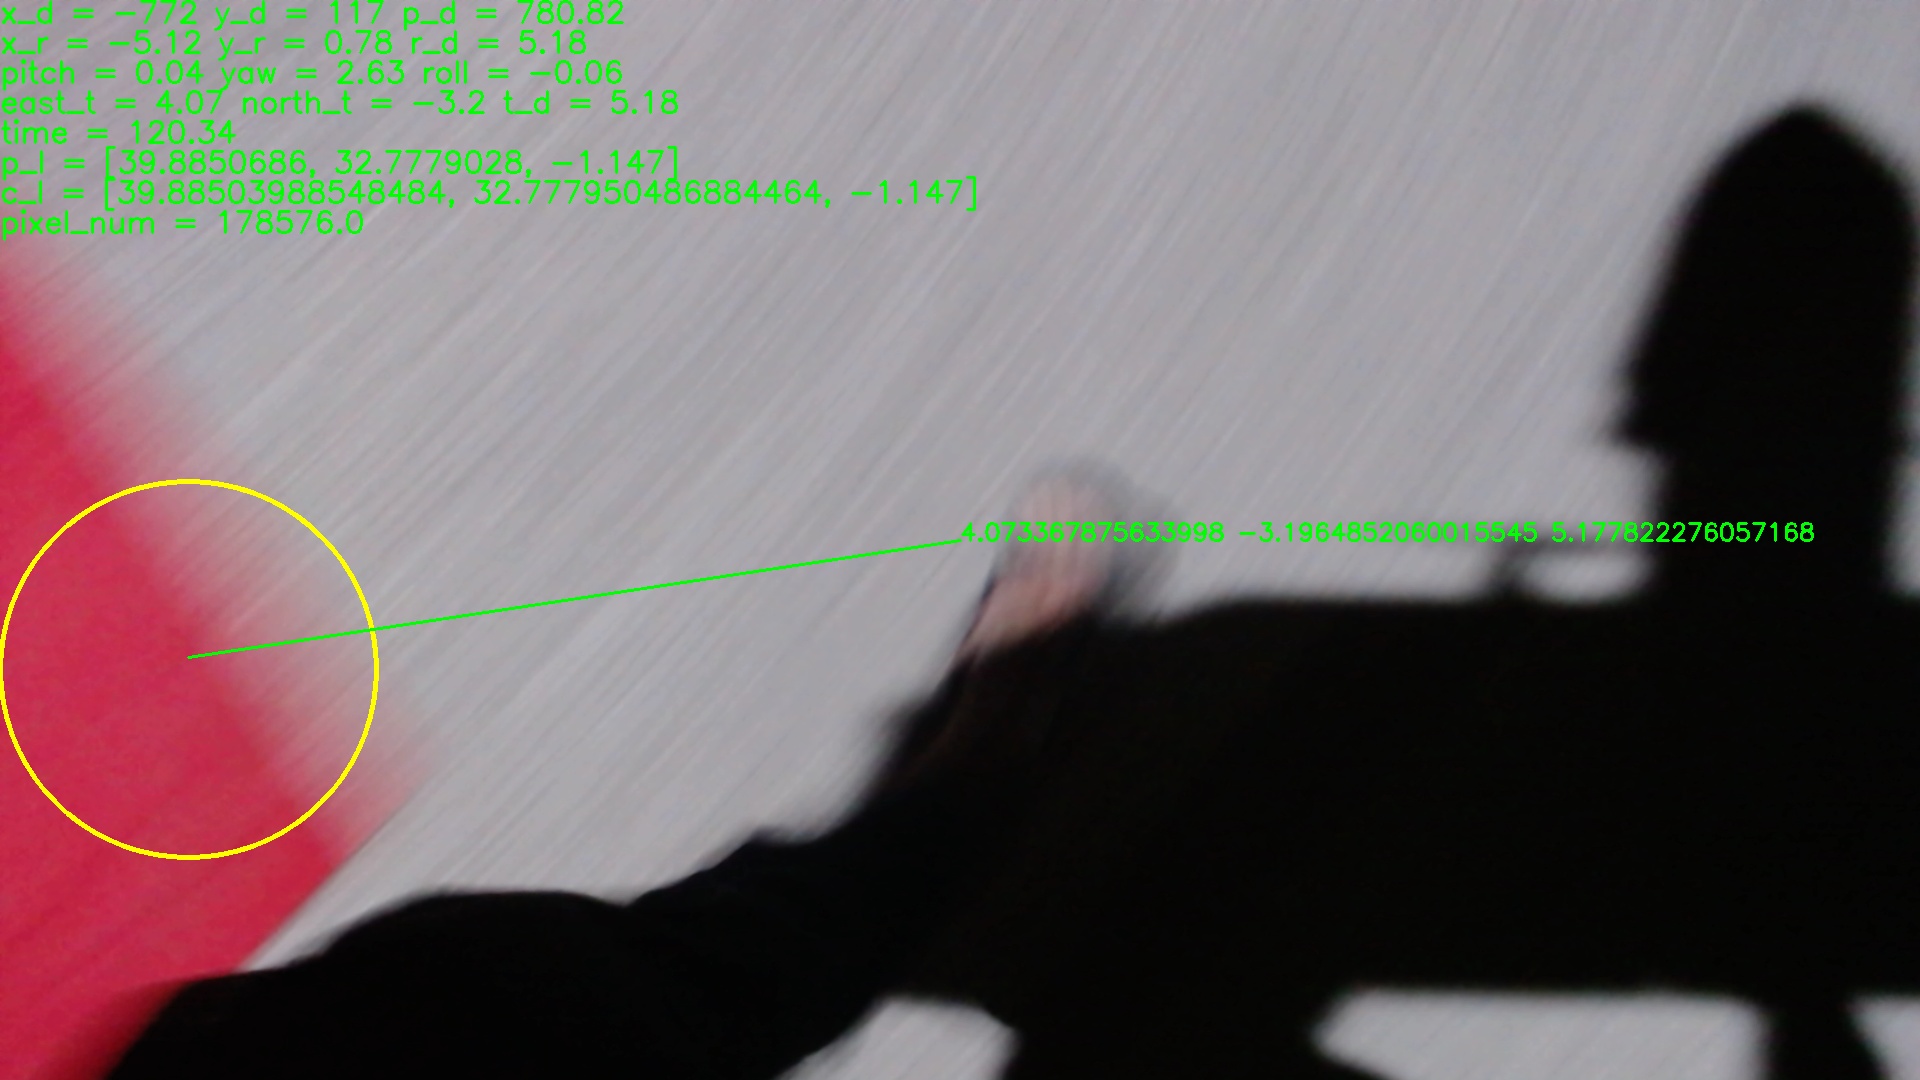 x_d = -772 y_d = 117 p_d = 780.82
x_r = -5.12 y_r = 0.78 r_d = 5.18
pitch = 0.04 yaw = 2.63 roll = -0.06
east_t = 4.07 north_t = -3.2 t_d = 5.18
time = 120.34
p_l = [39.8850686, 32.7779028, -1.147]
c_l = [39.88503988548484, 32.777950486884464, -1.147]
pixel_num = 178576.0
4.073367875633998 -3.1964852060015545 5.177822276057168